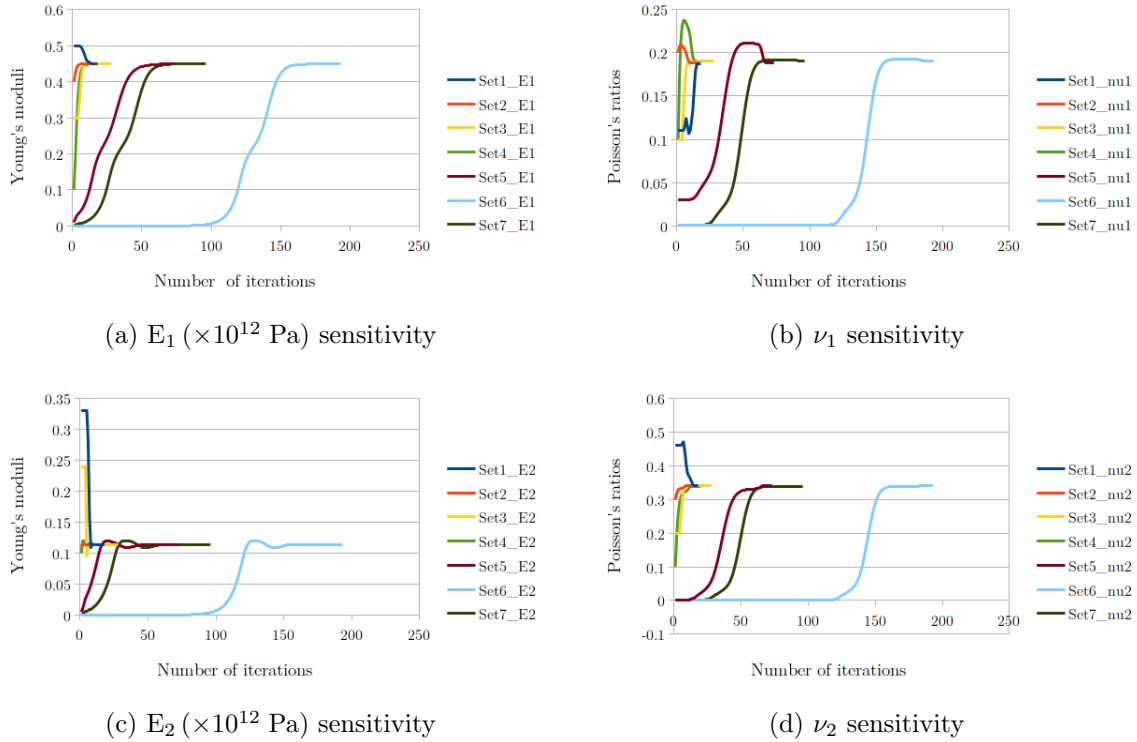 Young's moduli
0.6
0.5
0.4
0.3
0.2
0.1
0
0 50 100 150 200 250
Number of iterations
Set1_E1
Set2_E1
Set3_E1
Set4_E1
Set5_E1
Set6_E1
Set7_E1
(a) E₁ (×10¹² Pa) sensitivity
Poisson's ratios
0.25
0.2
0.15
0.1
0.05
0
0 50 100 150 200 250
Number of iterations
Set1_nu1
Set2_nu1
Set3_nu1
Set4_nu1
Set5_nu1
Set6_nu1
Set7_nu1
(b) ν₁ sensitivity
Young's moduli
0.35
0.3
0.25
0.2
0.15
0.1
0.05
0
0 50 100 150 200 250
Number of iterations
Set1_E2
Set2_E2
Set3_E2
Set4_E2
Set5_E2
Set6_E2
Set7_E2
(c) E₂ (×10¹² Pa) sensitivity
Poisson's ratios
0.6
0.5
0.4
0.3
0.2
0.1
0
-0.1
0 50 100 150 200 250
Number of iterations
Set1_nu2
Set2_nu2
Set3_nu2
Set4_nu2
Set5_nu2
Set6_nu2
Set7_nu2
(d) ν₂ sensitivity